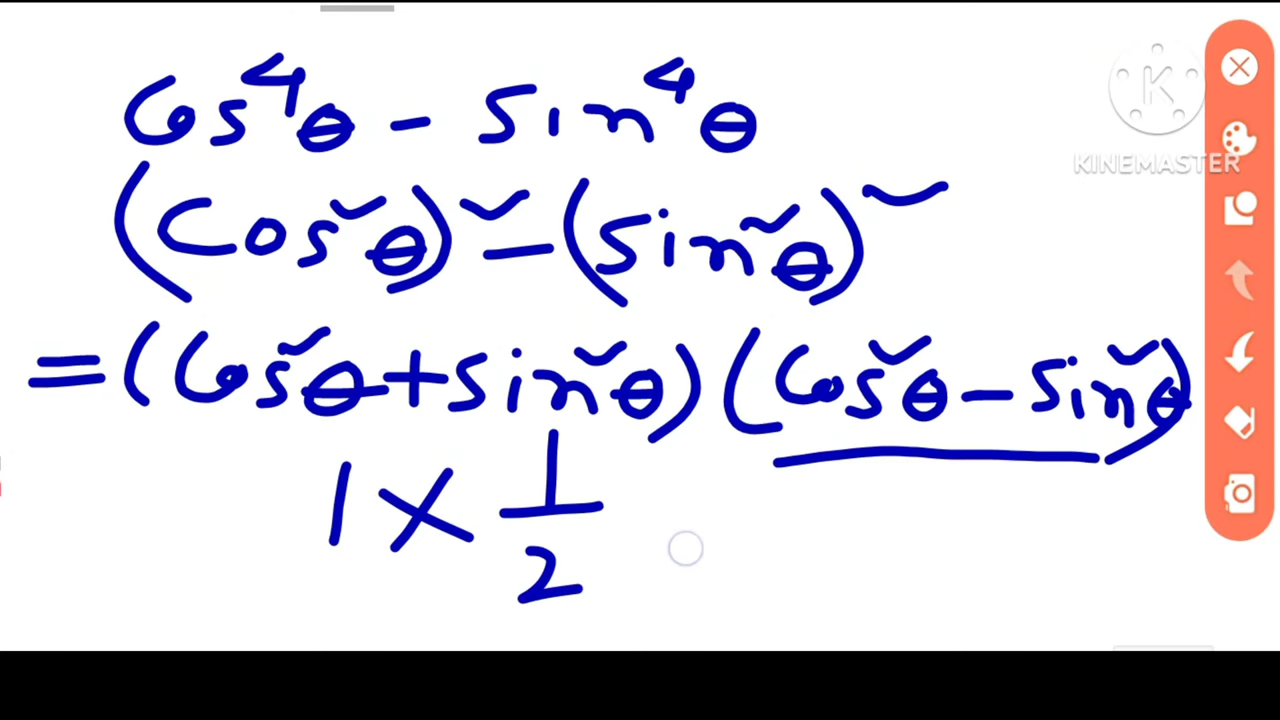 cos⁴θ - sin⁴θ
(cos²θ)² - (sin²θ)²
= (cos²θ + sin²θ) (cos²θ - sin²θ)
1 × 1/2
KINEMASTER